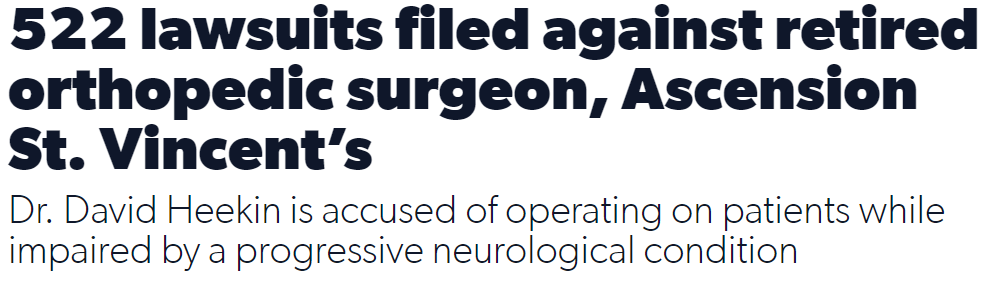 522 lawsuits filed against retired
orthopedic surgeon, Ascension
St. Vincent’s
Dr. David Heekin is accused of operating on patients while
impaired by a progressive neurological condition